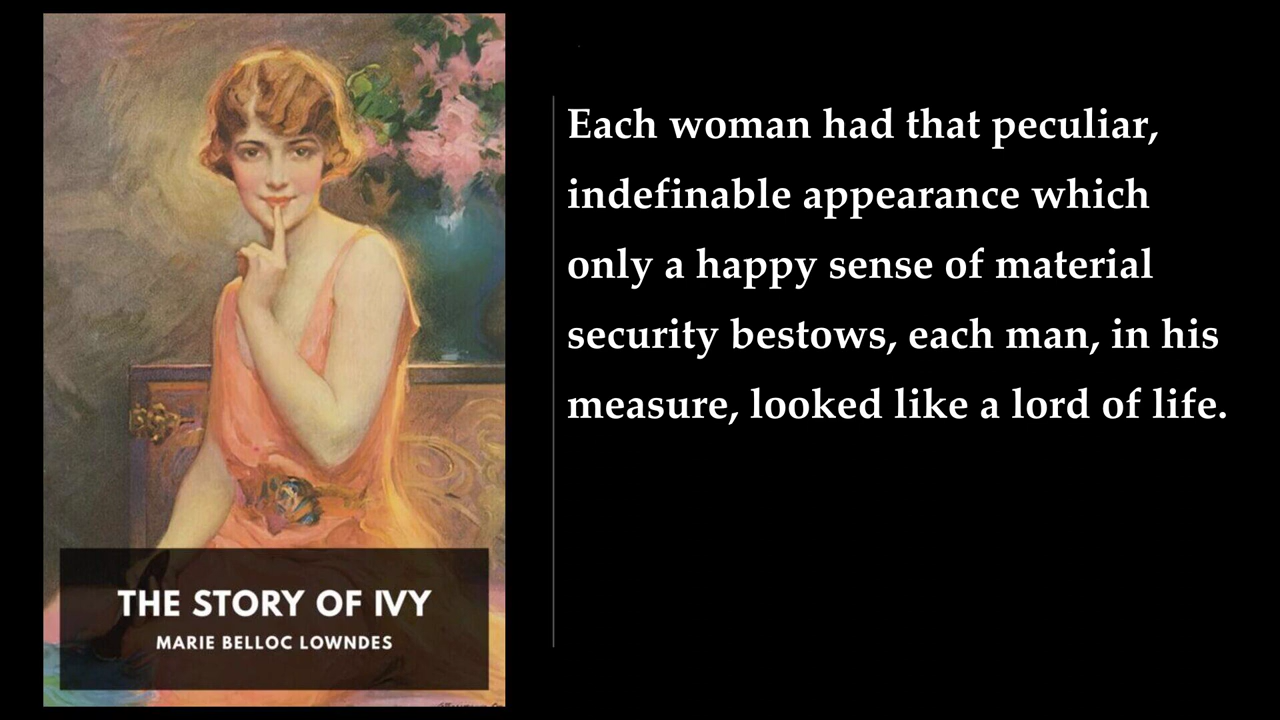 Each woman had that peculiar,
indefinable appearance which
only a happy sense of material
security bestows, each man, in his
measure, looked like a lord of life.
THE STORY OF IVY
MARIE BELLOC LOWNDES